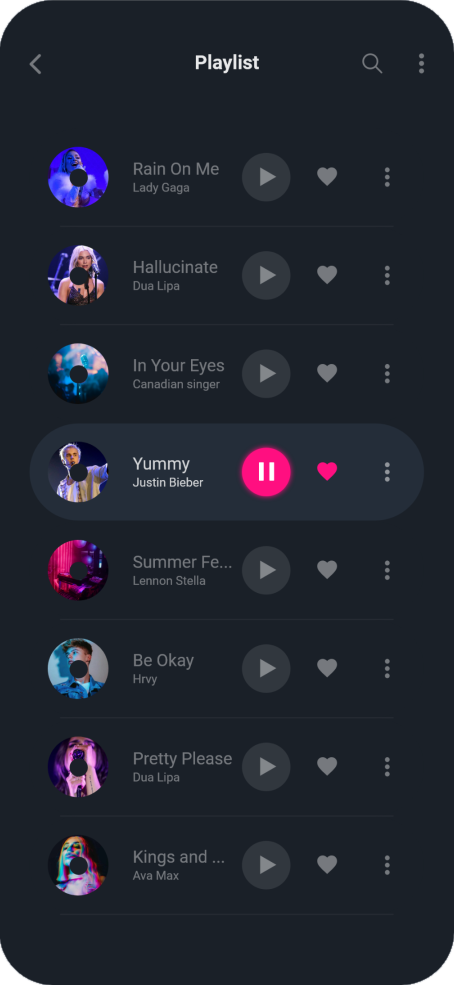 Playlist
Rain On Me
Lady Gaga
Hallucinate
Dua Lipa
In Your Eyes
Canadian singer
Yummy
Justin Bieber
Summer Fe...
Lennon Stella
Be Okay
Hrvy
Pretty Please
Dua Lipa
Kings and ...
Ava Max